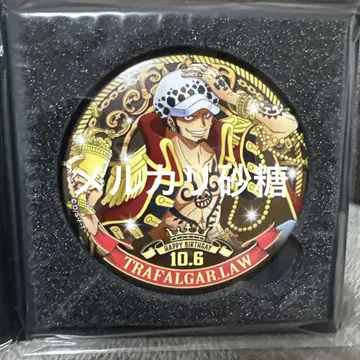 メルカリ砂糖
HAPPY BIRTHDAY
10.6
TRAFALGAR.LAW